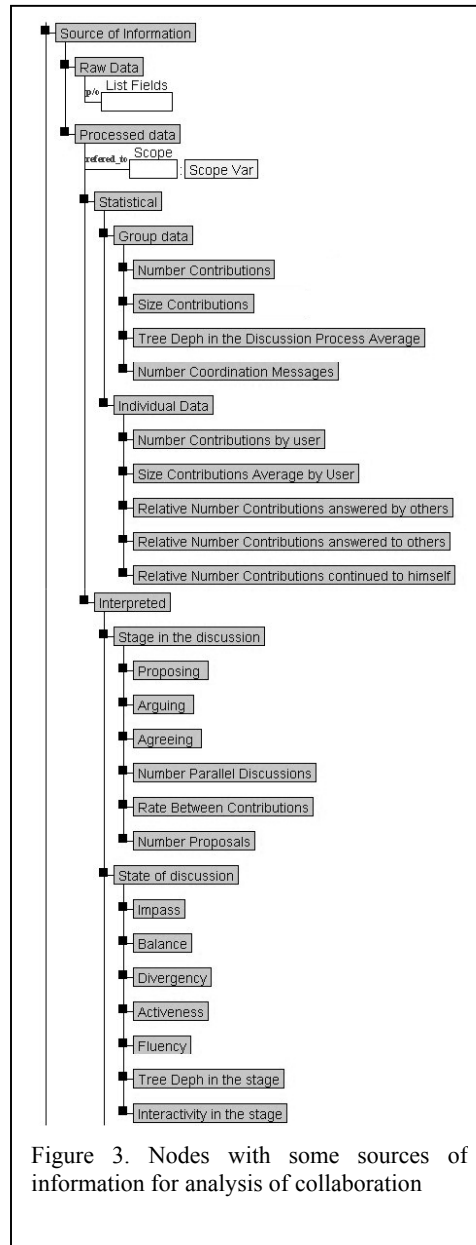 Source of Information
Raw Data
p/o List Fields
Processed data
refered_to Scope : Scope Var
Statistical
Group data
Number Contributions
Size Contributions
Tree Deph in the Discussion Process Average
Number Coordination Messages
Individual Data
Number Contributions by user
Size Contributions Average by User
Relative Number Contributions answered by others
Relative Number Contributions answered to others
Relative Number Contributions continued to himself
Interpreted
Stage in the discussion
Proposing
Arguing
Agreeing
Number Parallel Discussions
Rate Between Contributions
Number Proposals
State of discussion
Impass
Balance
Divergency
Activeness
Fluency
Tree Deph in the stage
Interactivity in the stage
Figure 3. Nodes with some sources of
information for analysis of collaboration